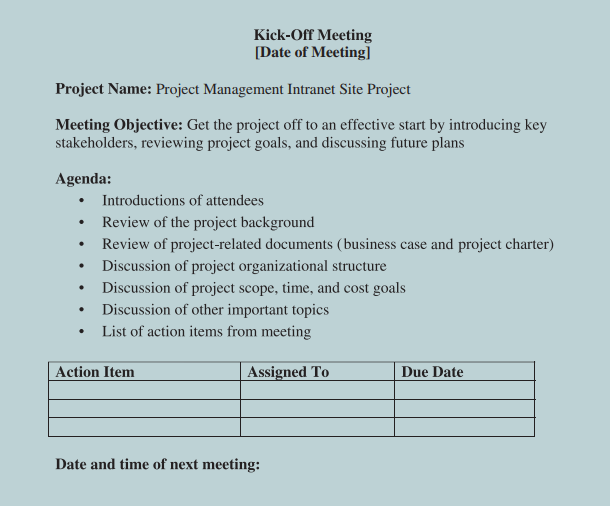 Kick-Off Meeting
[Date of Meeting]
Project Name: Project Management Intranet Site Project
Meeting Objective: Get the project off to an effective start by introducing key
stakeholders, reviewing project goals, and discussing future plans
Agenda:
• Introductions of attendees
• Review of the project background
• Review of project-related documents (business case and project charter)
• Discussion of project organizational structure
• Discussion of project scope, time, and cost goals
• Discussion of other important topics
• List of action items from meeting
Action Item Assigned To Due Date
Date and time of next meeting: